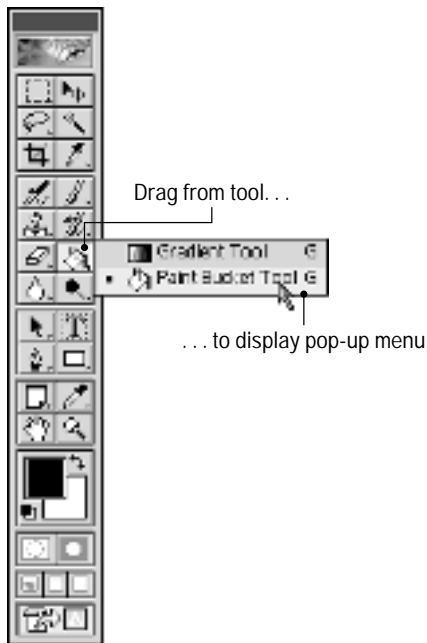 Drag from tool. . .
Gradient Tool G
Paint Bucket Tool G
. . . to display pop-up menu